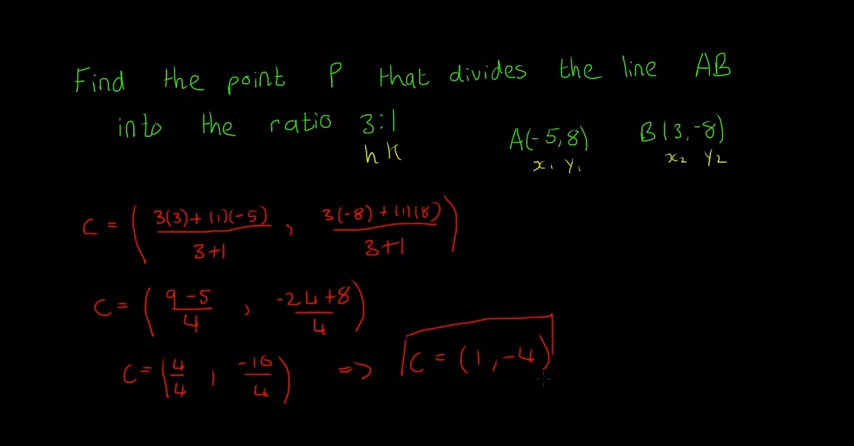 Find the point P that divides the line AB
into the ratio 3:1 A(-5,8) B(3,-8)
h K x₁ y₁ x₂ y₂
C = ( 3(3)+(1)(-5) / 3+1 , 3(-8)+(1)(8) / 3+1 )
C = ( 9-5 / 4 , -24+8 / 4 )
C = ( 4/4 , -16/4 ) => C = (1,-4)